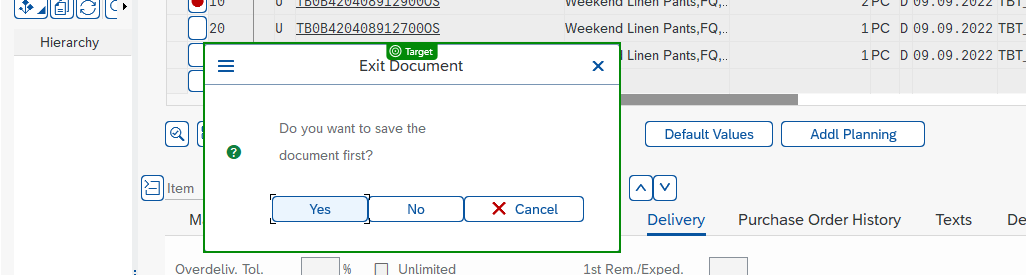 10 U TB0B420408912900OS Weekend Linen Pants,FQ,.. 2 PC D 09.09.2022 TBT_
Hierarchy
20 U TB0B420408912700OS Weekend Linen Pants,FQ,.. 1 PC D 09.09.2022 TBT_
Target
Linen Pants,FQ,.. 1 PC D 09.09.2022 TBT_
Exit Document
Do you want to save the
document first?
Default Values Addl Planning
Item
Yes No Cancel
Delivery Purchase Order History Texts De
Overdeliv. Tol. % Unlimited 1st Rem./Exped.